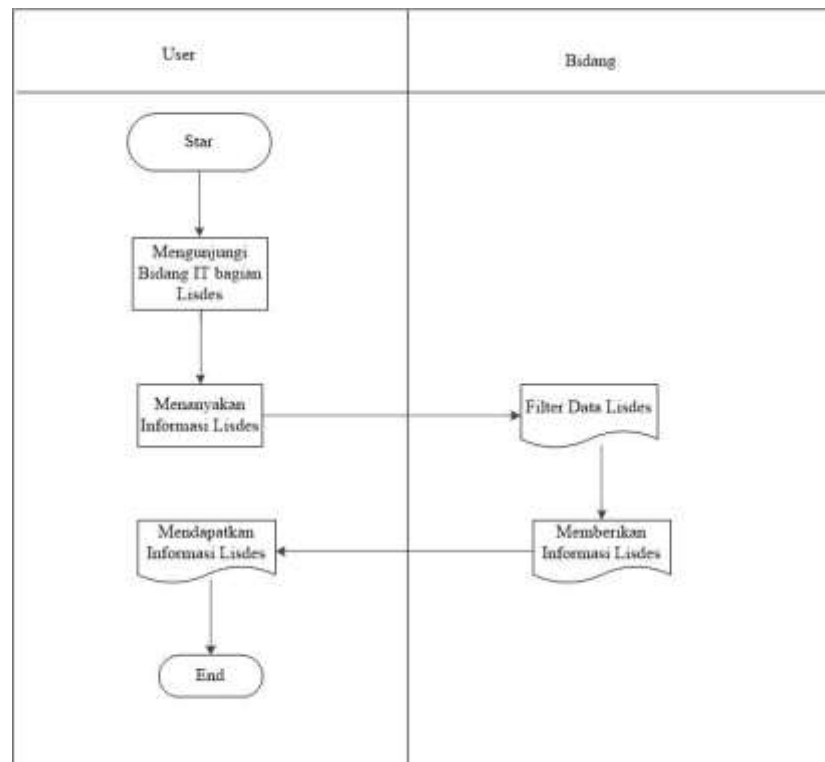 User
Bidang
Star
Mengunjungi
Bidang IT bagian
Lisdes
Menanyakan
Informasi Lisdes
Filter Data Lisdes
Mendapatkan
Informasi Lisdes
Memberikan
Informasi Lisdes
End